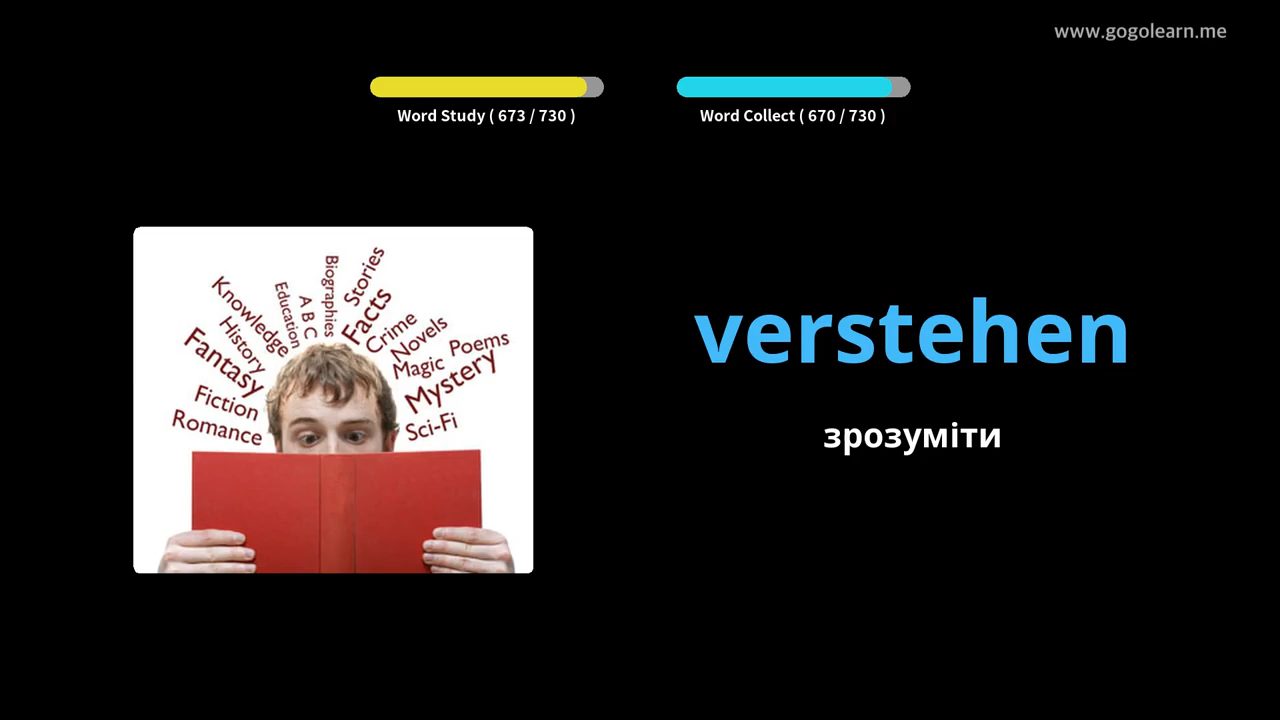 www.gogolearn.me
Word Study ( 673 / 730 )
Word Collect ( 670 / 730 )
Knowledge
Education
A B C
Biographies
Stories
Facts
Crime
Novels
Poems
History
Fantasy
Magic
Mystery
Fiction
Romance
Sci-Fi
verstehen
зрозуміти